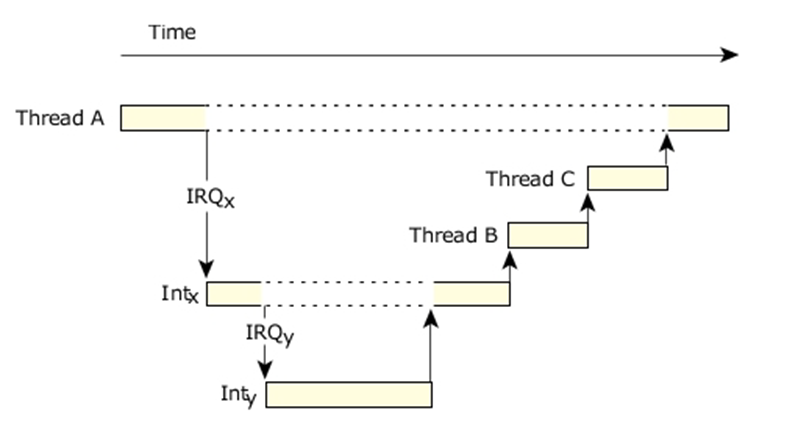 Time
Thread A
Thread C
IRQx
Thread B
Intx
IRQy
Inty